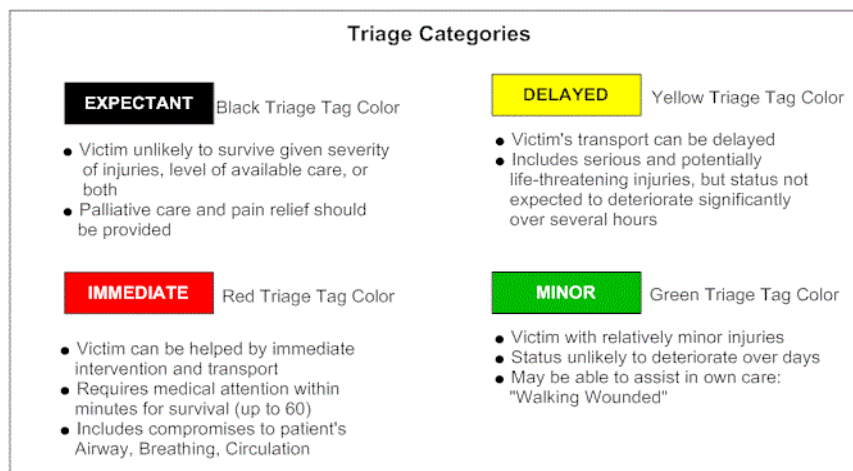 Triage Categories
EXPECTANT Black Triage Tag Color
• Victim unlikely to survive given severity
of injuries, level of available care, or
both
• Palliative care and pain relief should
be provided
DELAYED Yellow Triage Tag Color
• Victim's transport can be delayed
• Includes serious and potentially
life-threatening injuries, but status not
expected to deteriorate significantly
over several hours
IMMEDIATE Red Triage Tag Color
• Victim can be helped by immediate
intervention and transport
• Requires medical attention within
minutes for survival (up to 60)
• Includes compromises to patient's
Airway, Breathing, Circulation
MINOR Green Triage Tag Color
• Victim with relatively minor injuries
• Status unlikely to deteriorate over days
• May be able to assist in own care:
"Walking Wounded"